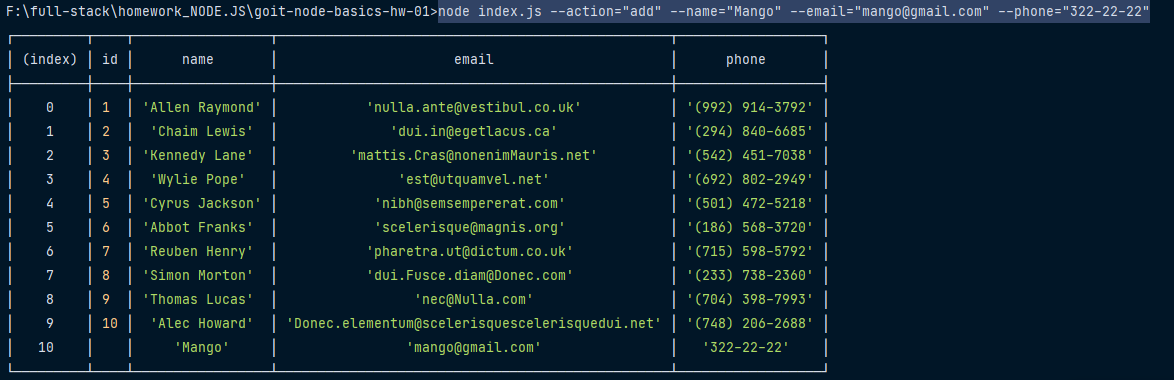 F:\full-stack\homework_NODE.JS\goit-node-basics-hw-01>node index.js --action="add" --name="Mango" --email="mango@gmail.com" --phone="322-22-22"
(index) │ id │ name │ email │ phone
0 │ 1 │ 'Allen Raymond' │ 'nulla.ante@vestibul.co.uk' │ '(992) 914-3792'
1 │ 2 │ 'Chaim Lewis' │ 'dui.in@egetlacus.ca' │ '(294) 840-6685'
2 │ 3 │ 'Kennedy Lane' │ 'mattis.Cras@nonenimMauris.net' │ '(542) 451-7038'
3 │ 4 │ 'Wylie Pope' │ 'est@utquamvel.net' │ '(692) 802-2949'
4 │ 5 │ 'Cyrus Jackson' │ 'nibh@semsempererat.com' │ '(501) 472-5218'
5 │ 6 │ 'Abbot Franks' │ 'scelerisque@magnis.org' │ '(186) 568-3720'
6 │ 7 │ 'Reuben Henry' │ 'pharetra.ut@dictum.co.uk' │ '(715) 598-5792'
7 │ 8 │ 'Simon Morton' │ 'dui.Fusce.diam@Donec.com' │ '(233) 738-2360'
8 │ 9 │ 'Thomas Lucas' │ 'nec@Nulla.com' │ '(704) 398-7993'
9 │ 10 │ 'Alec Howard' │ 'Donec.elementum@scelerisquescelerisquedui.net' │ '(748) 206-2688'
10 │ │ 'Mango' │ 'mango@gmail.com' │ '322-22-22'